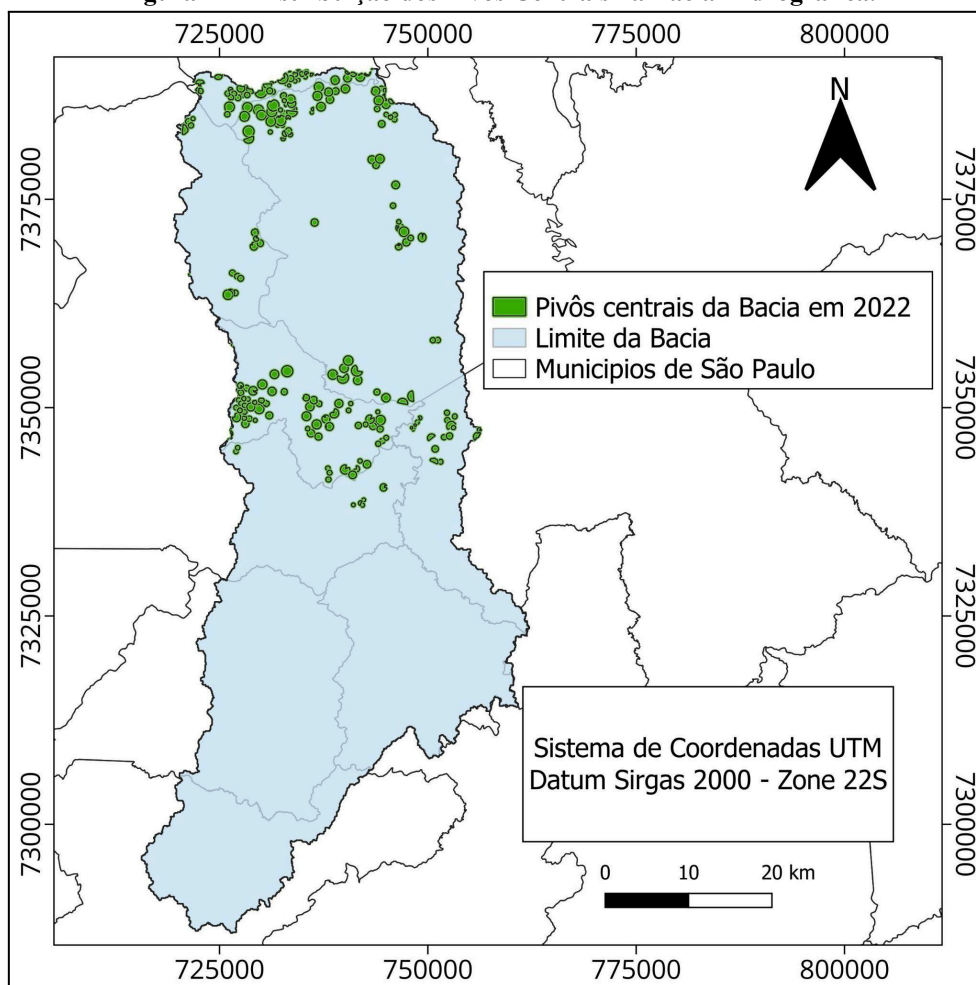 725000 750000 775000 800000
N
7375000 7375000
Pivôs centrais da Bacia em 2022
Limite da Bacia
Municipios de São Paulo
7350000 7350000
7325000 7325000
Sistema de Coordenadas UTM
Datum Sirgas 2000 - Zone 22S
7300000 7300000
0 10 20 km
725000 750000 775000 800000